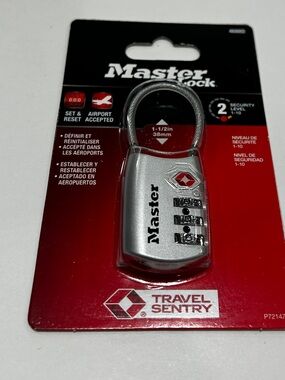 Master
Lock
SET &
RESET
AIRPORT
ACCEPTED
1-1/2in
38mm
2
SECURITY
LEVEL
1-10
• DÉFINIR ET
RÉINITIALISER
• ACCEPTÉ DANS
LES AÉROPORTS
• ESTABLECER Y
RESTABLECER
• ACEPTADO EN
AEROPUERTOS
NIVEAU DE
SÉCURITÉ
1-10
NIVEL DE
SEGURIDAD
1-10
Master
TRAVEL
SENTRY
P72147